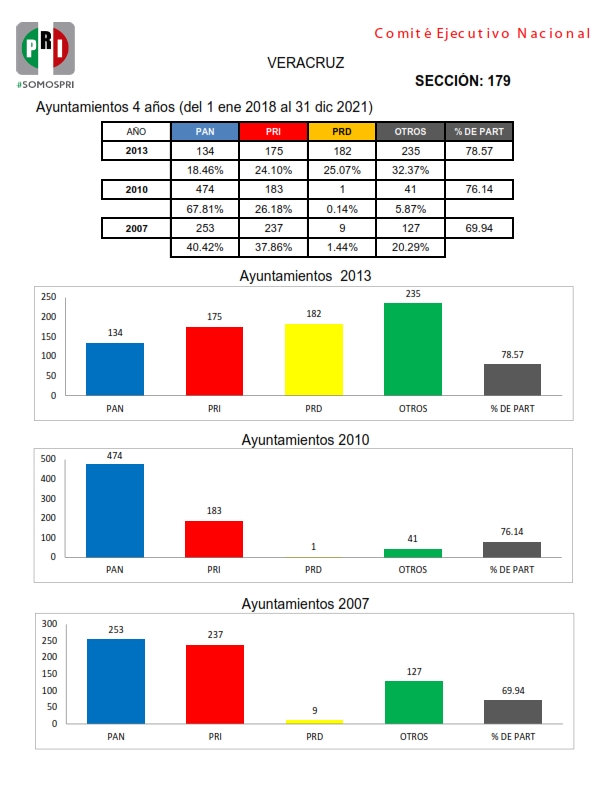 Comité Ejecutivo Nacional
PRI
#SOMOSPRI
VERACRUZ
SECCIÓN: 179
Ayuntamientos 4 años (del 1 ene 2018 al 31 dic 2021)
AÑO PAN PRI PRD OTROS % DE PART
2013 134 175 182 235 78.57
18.46% 24.10% 25.07% 32.37%
2010 474 183 1 41 76.14
67.81% 26.18% 0.14% 5.87%
2007 253 237 9 127 69.94
40.42% 37.86% 1.44% 20.29%
Ayuntamientos 2013
250
200
150
100
50
0
134
175
182
235
78.57
PAN PRI PRD OTROS % DE PART
Ayuntamientos 2010
500
400
300
200
100
0
474
183
1
41
76.14
PAN PRI PRD OTROS % DE PART
Ayuntamientos 2007
300
250
200
150
100
50
0
253
237
9
127
69.94
PAN PRI PRD OTROS % DE PART